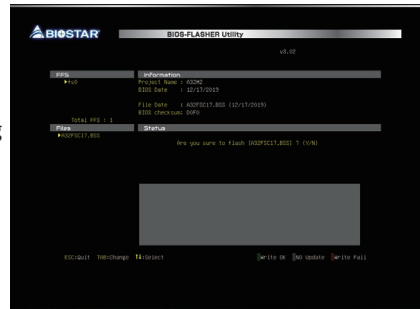 BIOSTAR
BIOS-FLASHER Utility
v3.02
FFS
fs0
Total FFS : 1
Information
Project Name : A32M2
BIOS Date : 12/17/2019
File Date : A32FSC17.BSS (12/17/2019)
BIOS checksum: D0F0
Files
A32FSC17.BSS
Status
Are you sure to flash [A32FSC17.BSS] ? (Y/N)
ESC:Quit TAB:Change ↑↓:Select
Write OK
NO Update
Write Fail